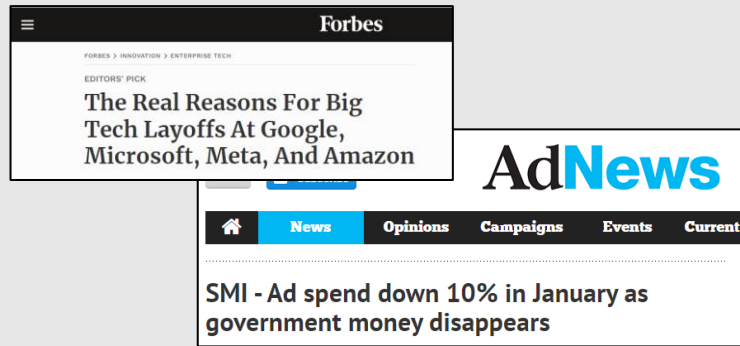 Forbes
FORBES > INNOVATION > ENTERPRISE TECH
EDITORS' PICK
The Real Reasons For Big
Tech Layoffs At Google,
Microsoft, Meta, And Amazon
AdNews
News Opinions Campaigns Events Current
SMI - Ad spend down 10% in January as
government money disappears